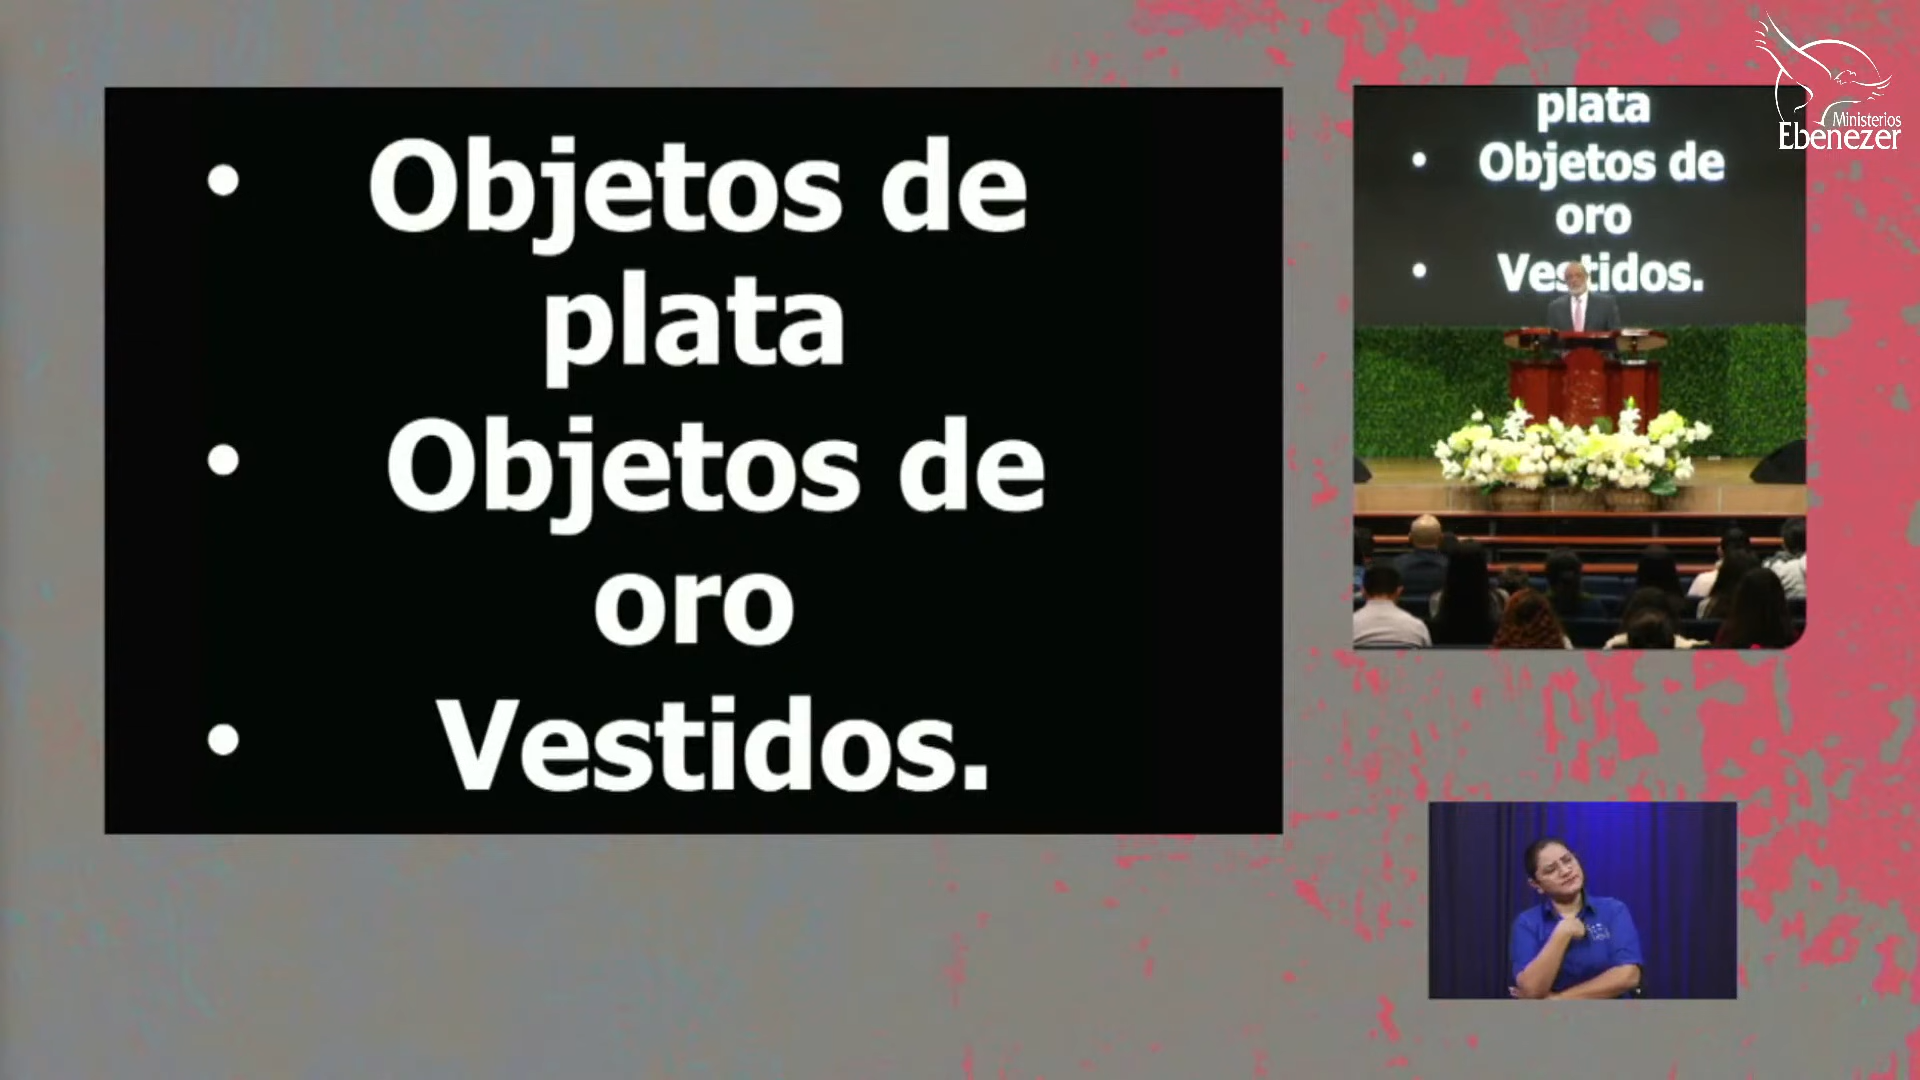 • Objetos de
plata
• Objetos de
oro
• Vestidos.
plata
• Objetos de
oro
• Vestidos.
Ministerios
Ebenezer